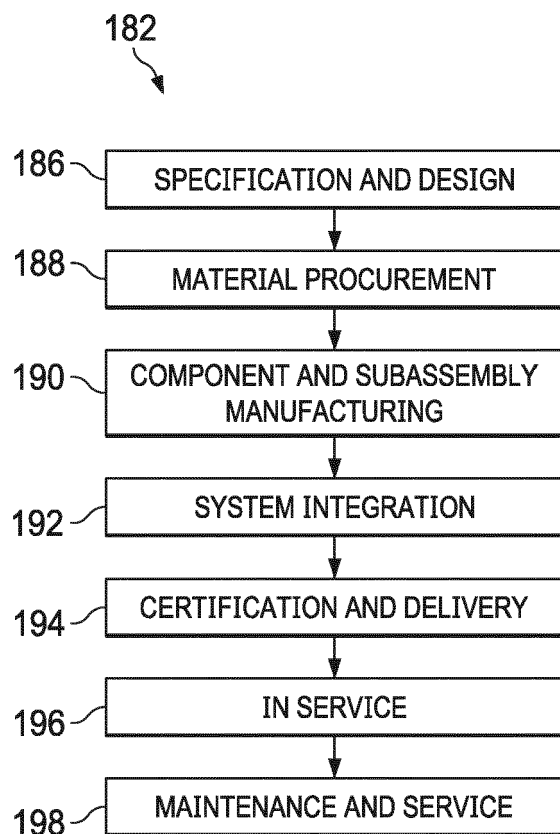 182
186
SPECIFICATION AND DESIGN
188
MATERIAL PROCUREMENT
190
COMPONENT AND SUBASSEMBLY
MANUFACTURING
192
SYSTEM INTEGRATION
194
CERTIFICATION AND DELIVERY
196
IN SERVICE
198
MAINTENANCE AND SERVICE